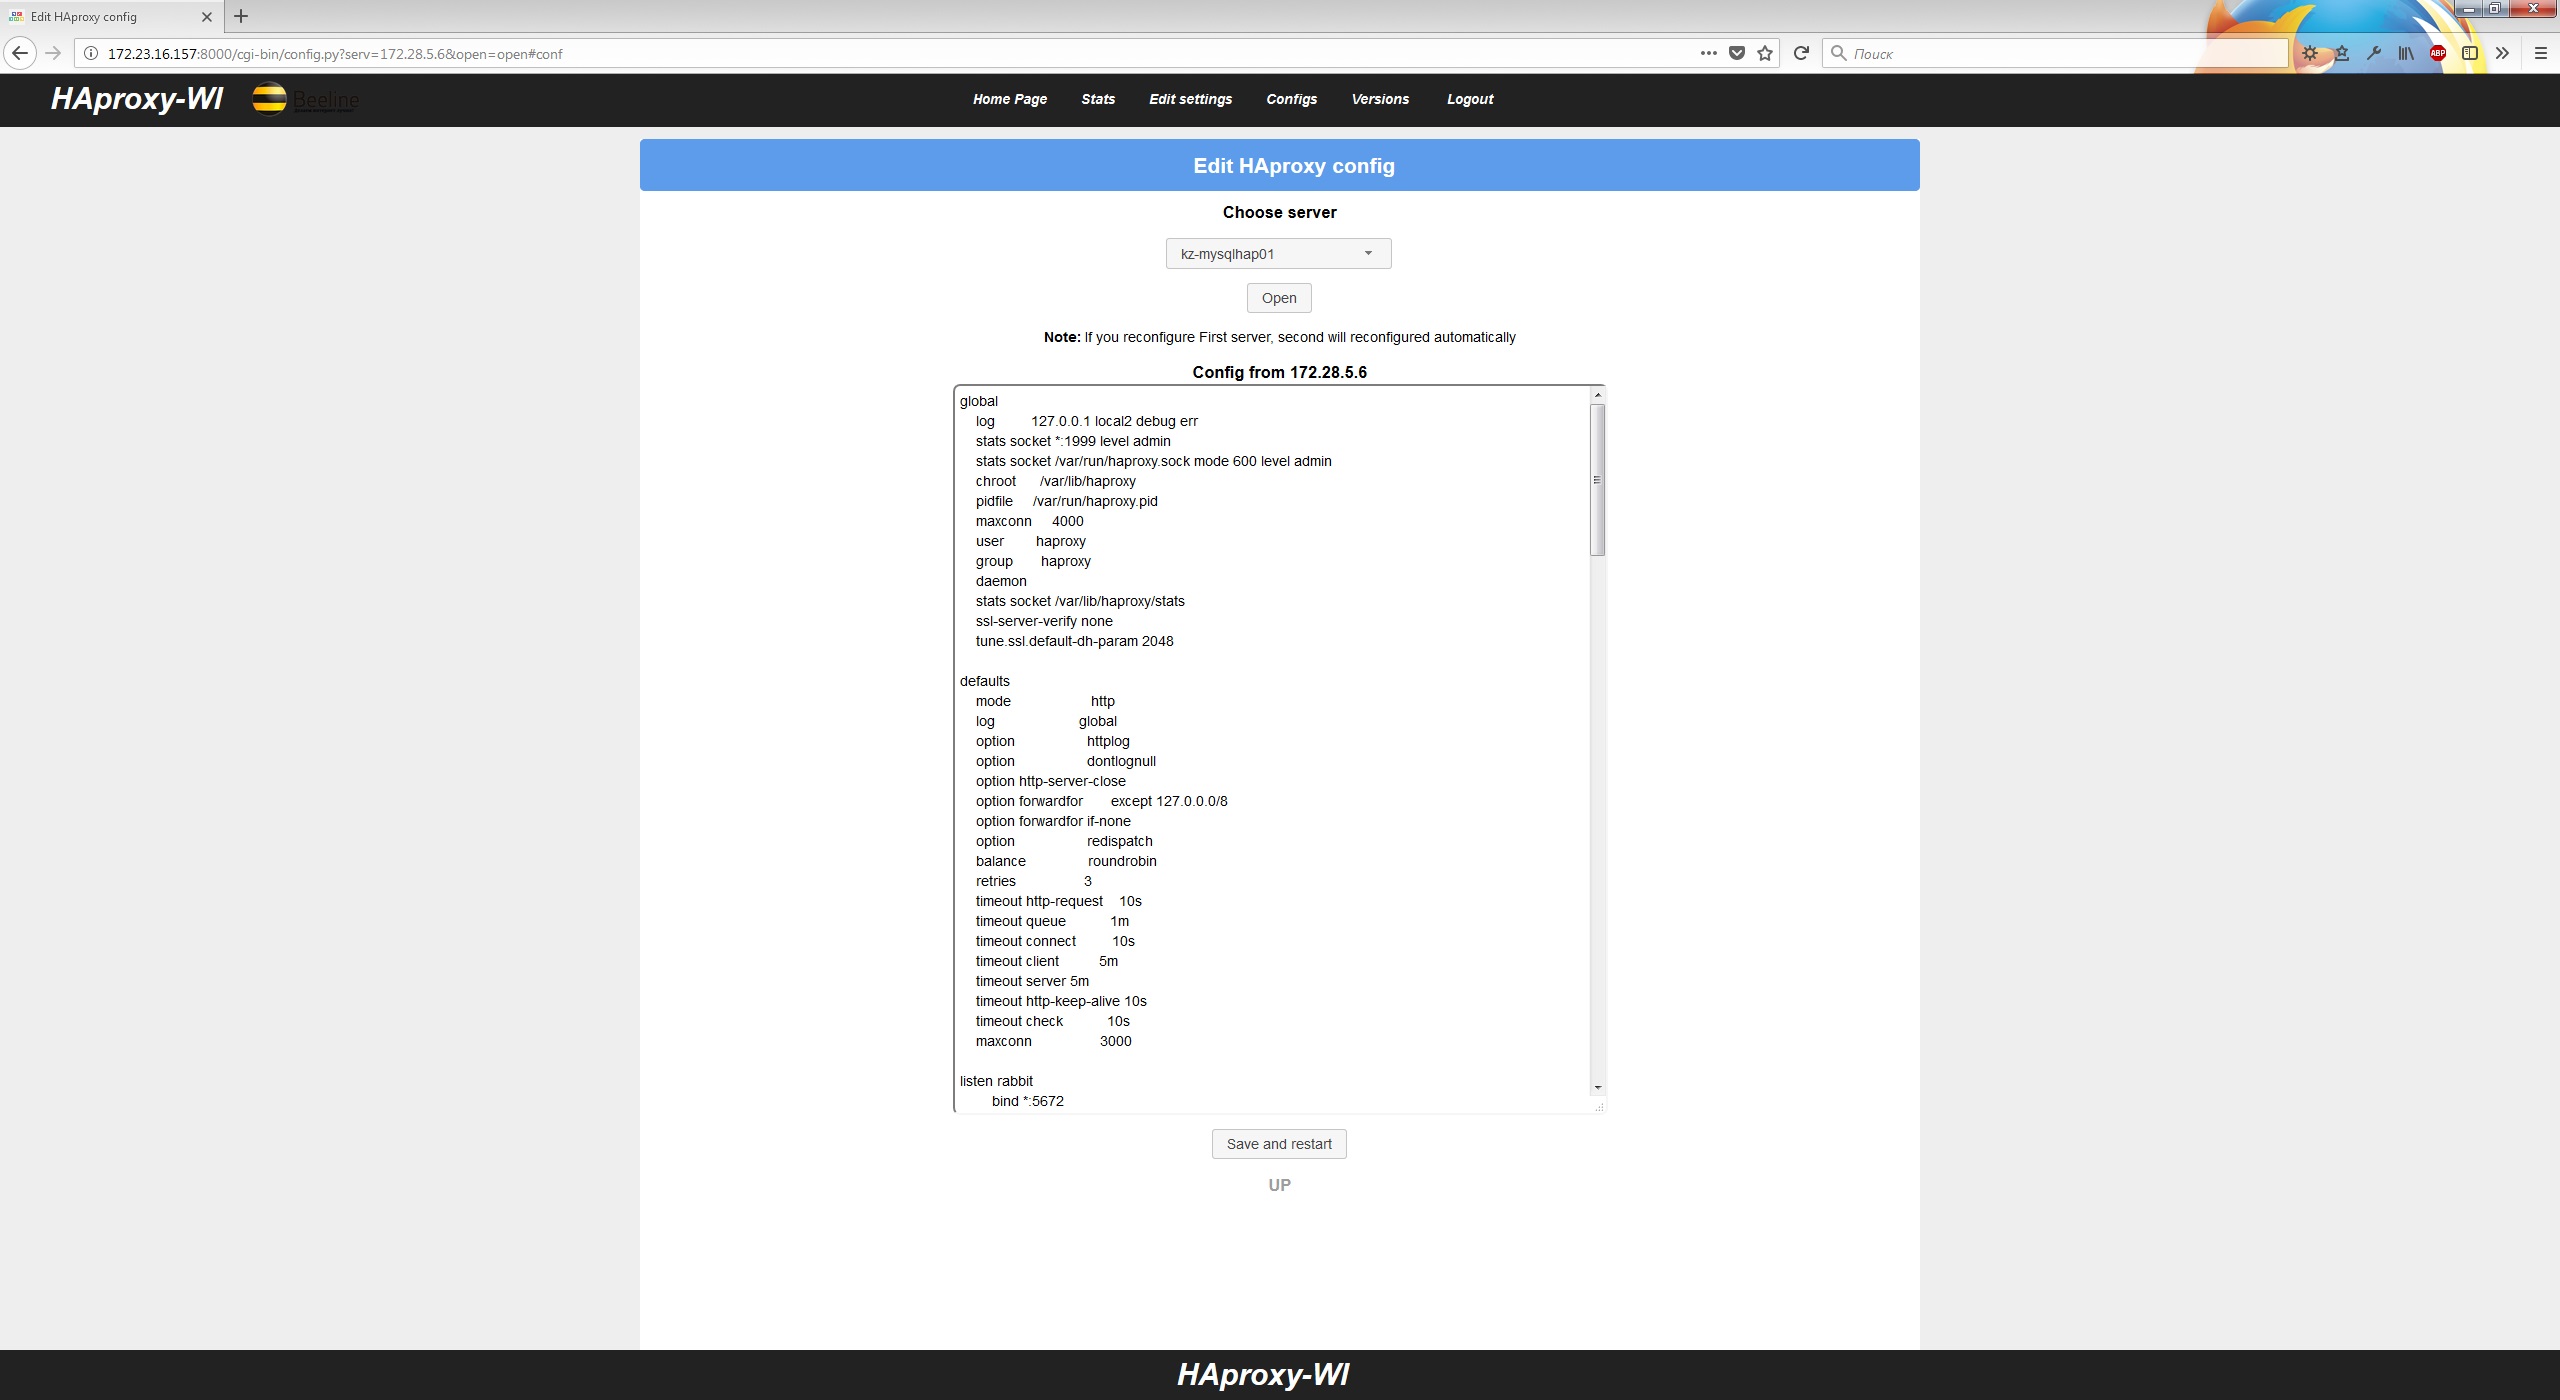 Edit HAproxy config
172.23.16.157:8000/cgi-bin/config.py?serv=172.28.5.6&open=open#conf
Поиск
ABP
HAproxy-WI
Beeline
Home Page Stats Edit settings Configs Versions Logout
Edit HAproxy config
Choose server
kz-mysqlhap01
Open
Note: If you reconfigure First server, second will reconfigured automatically
Config from 172.28.5.6
global
log 127.0.0.1 local2 debug err
stats socket *:1999 level admin
stats socket /var/run/haproxy.sock mode 600 level admin
chroot /var/lib/haproxy
pidfile /var/run/haproxy.pid
maxconn 4000
user haproxy
group haproxy
daemon
stats socket /var/lib/haproxy/stats
ssl-server-verify none
tune.ssl.default-dh-param 2048
defaults
mode http
log global
option httplog
option dontlognull
option http-server-close
option forwardfor except 127.0.0.0/8
option forwardfor if-none
option redispatch
balance roundrobin
retries 3
timeout http-request 10s
timeout queue 1m
timeout connect 10s
timeout client 5m
timeout server 5m
timeout http-keep-alive 10s
timeout check 10s
maxconn 3000
listen rabbit
bind *:5672
Save and restart
UP
HAproxy-WI